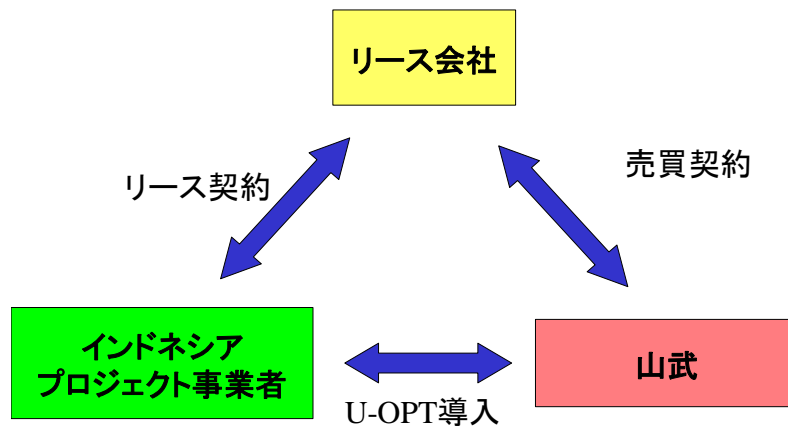 リース会社
リース契約
売買契約
インドネシア
プロジェクト事業者
山武
U-OPT導入